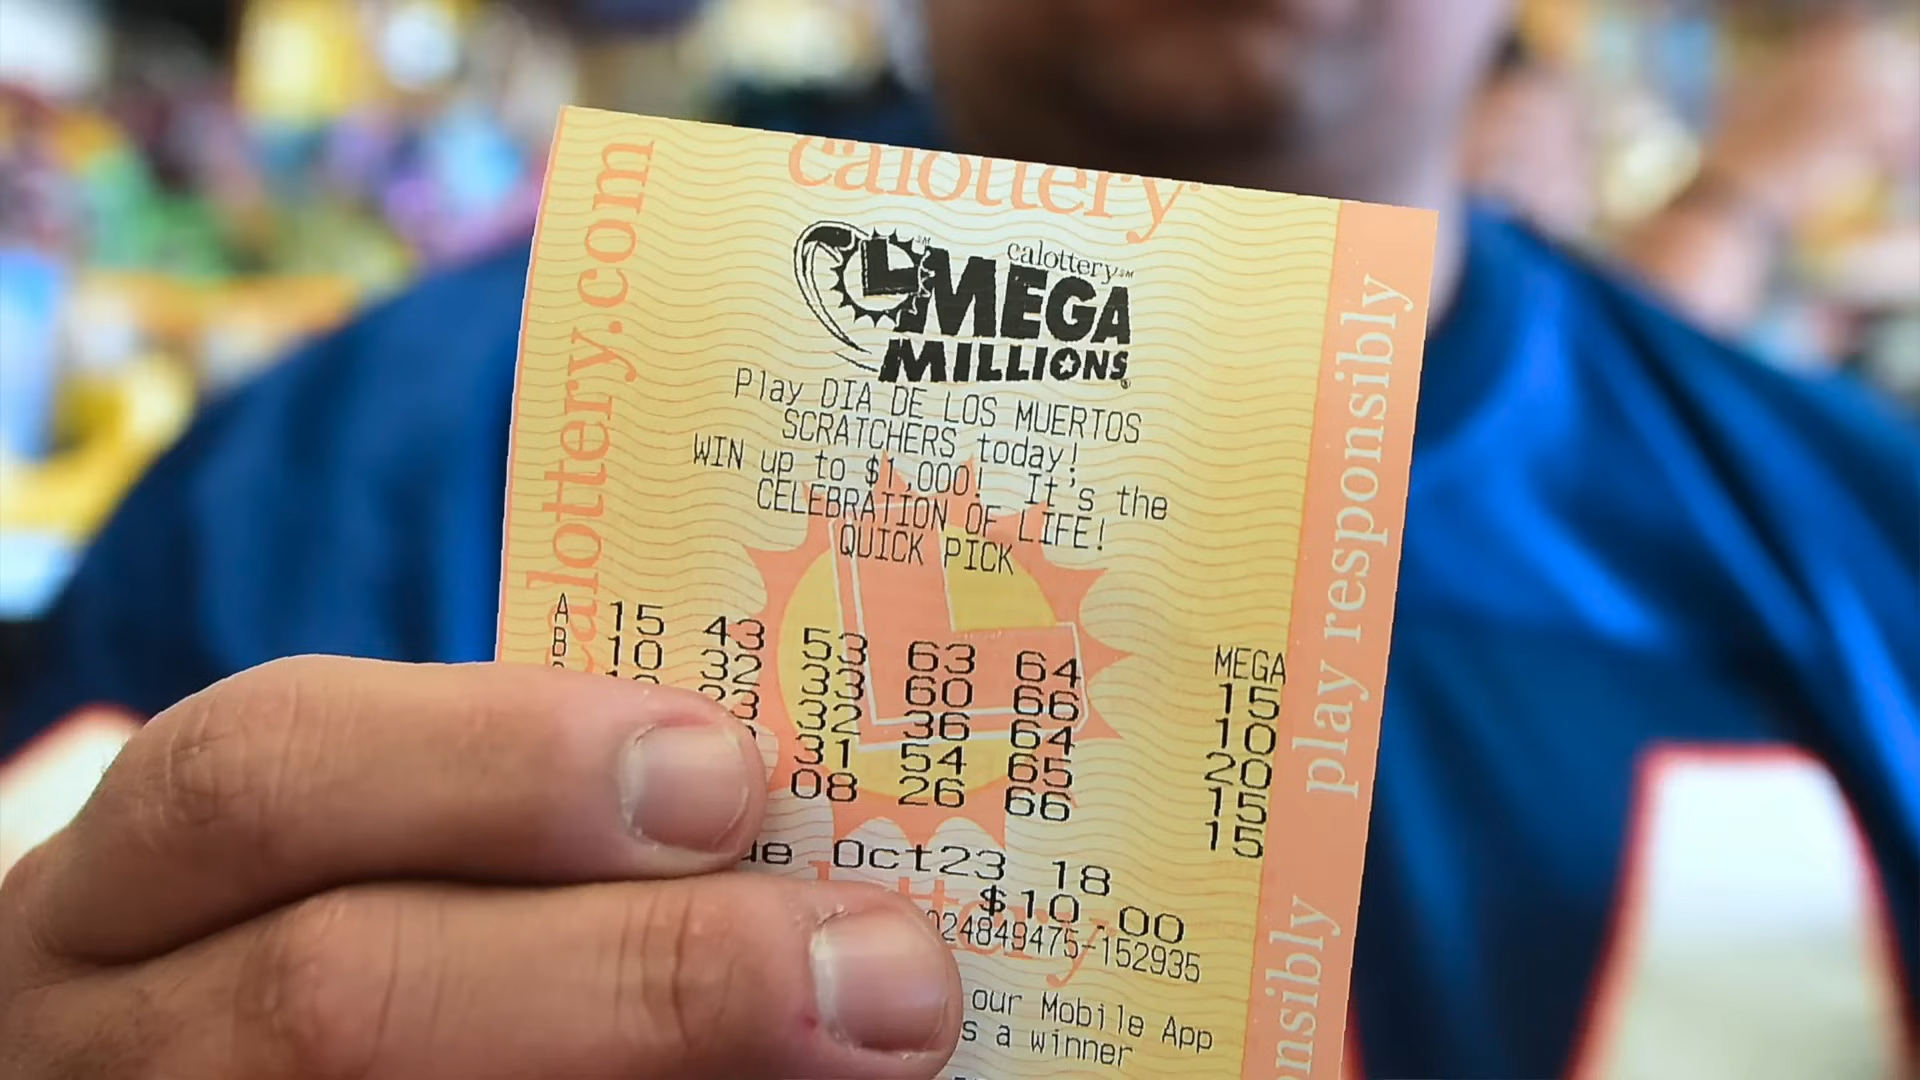 calottery
calottery.com
calottery℠
MEGA
MILLIONS®
Play DIA DE LOS MUERTOS
SCRATCHERS today!
WIN up to $1,000! It's the
CELEBRATION OF LIFE!
QUICK PICK
MEGA
A 15 43 53 63 64 15
B 10 32 33 60 66 10
32 36 64 20
31 54 65 15
08 26 66 15
Oct23 18
$10.00
024849475-152935
our Mobile App
a winner
play responsibly